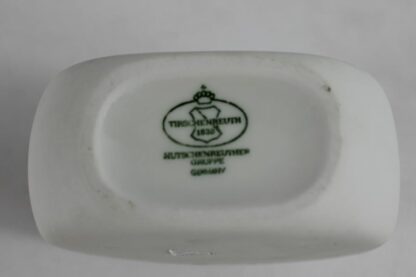 TIRSCHENREUTH
1838
HUTSCHENREUTHER
GRUPPE
GERMANY